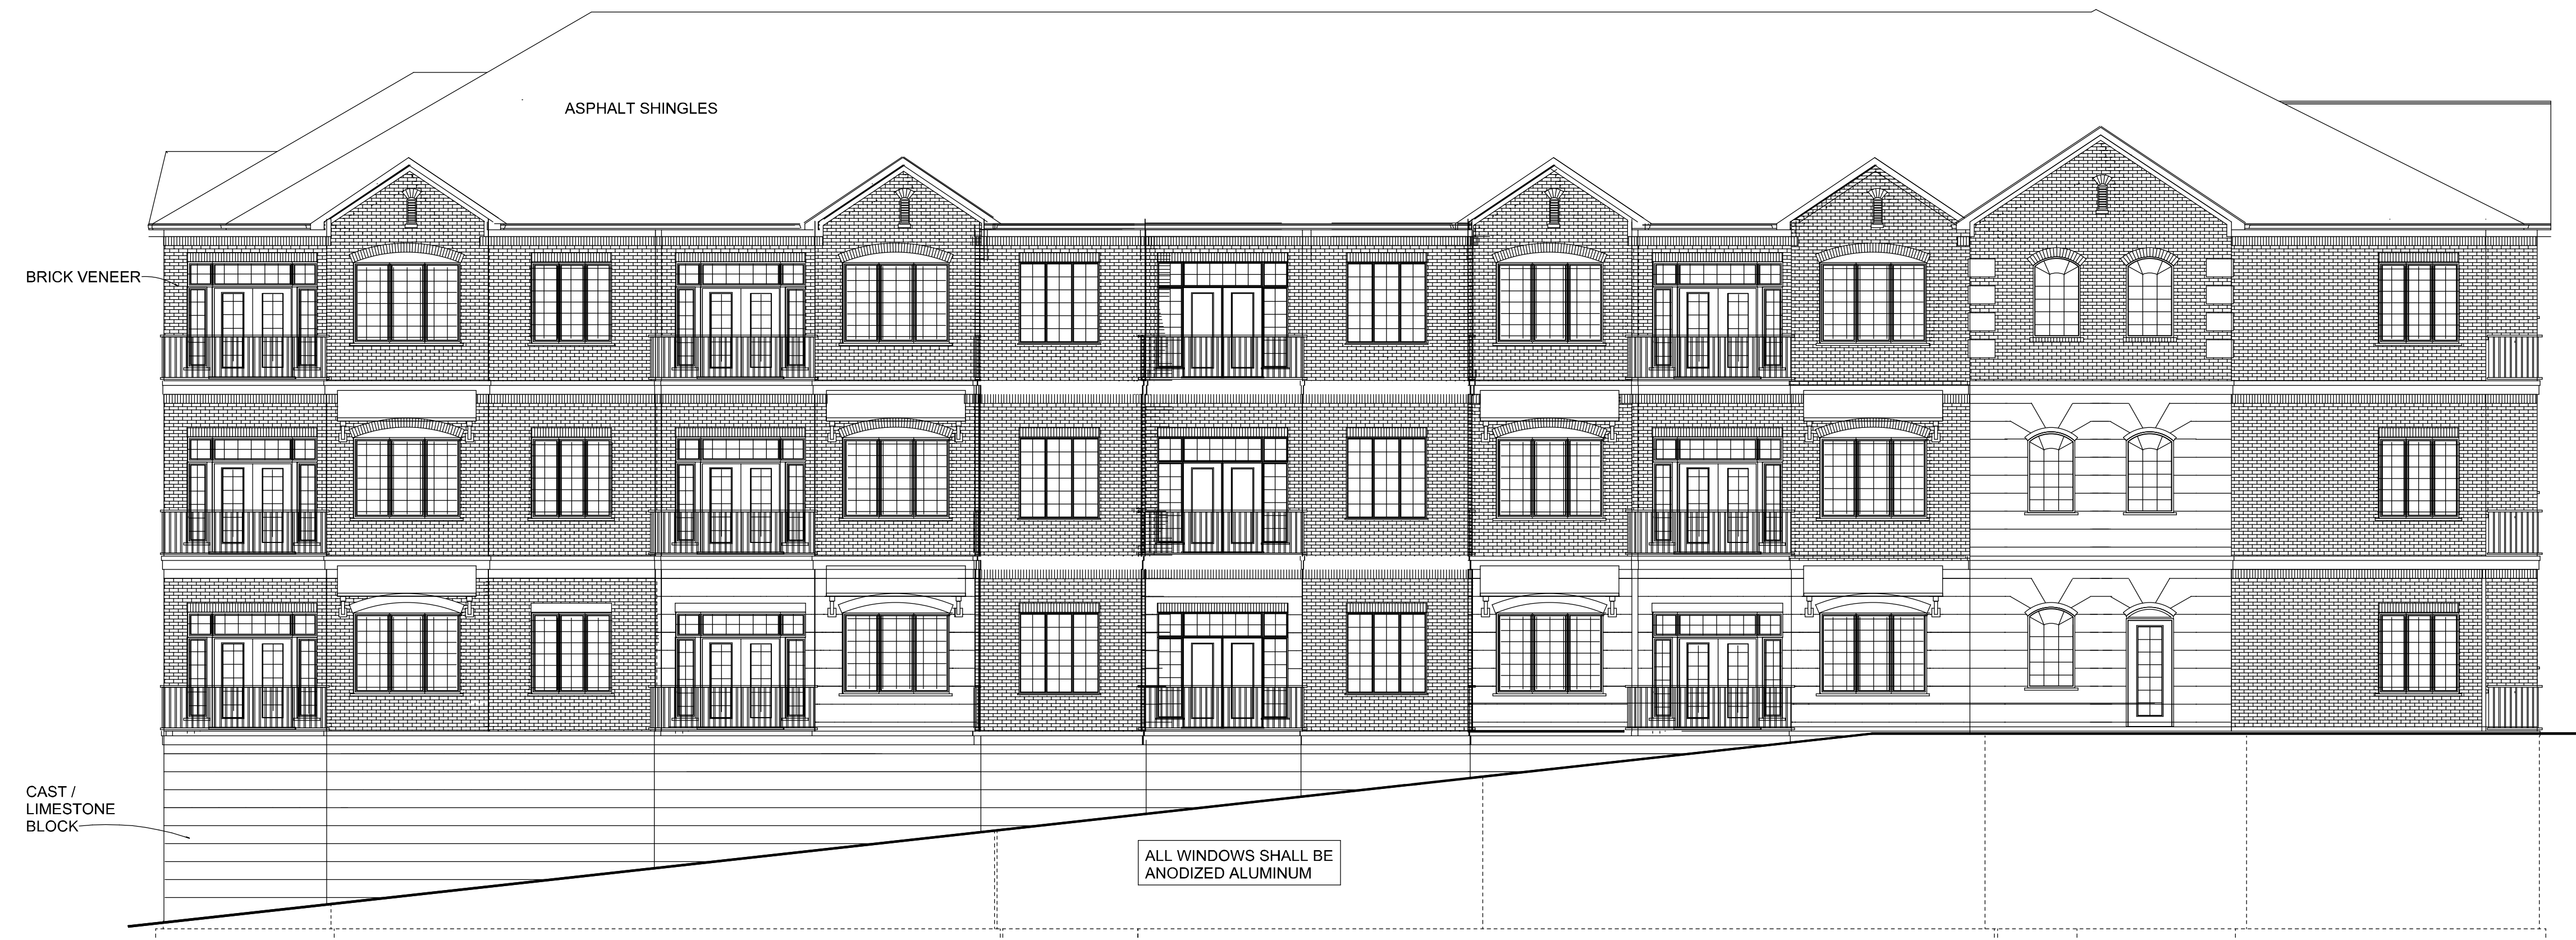 ASPHALT SHINGLES
BRICK VENEER
CAST /
LIMESTONE
BLOCK
ALL WINDOWS SHALL BE
ANODIZED ALUMINUM